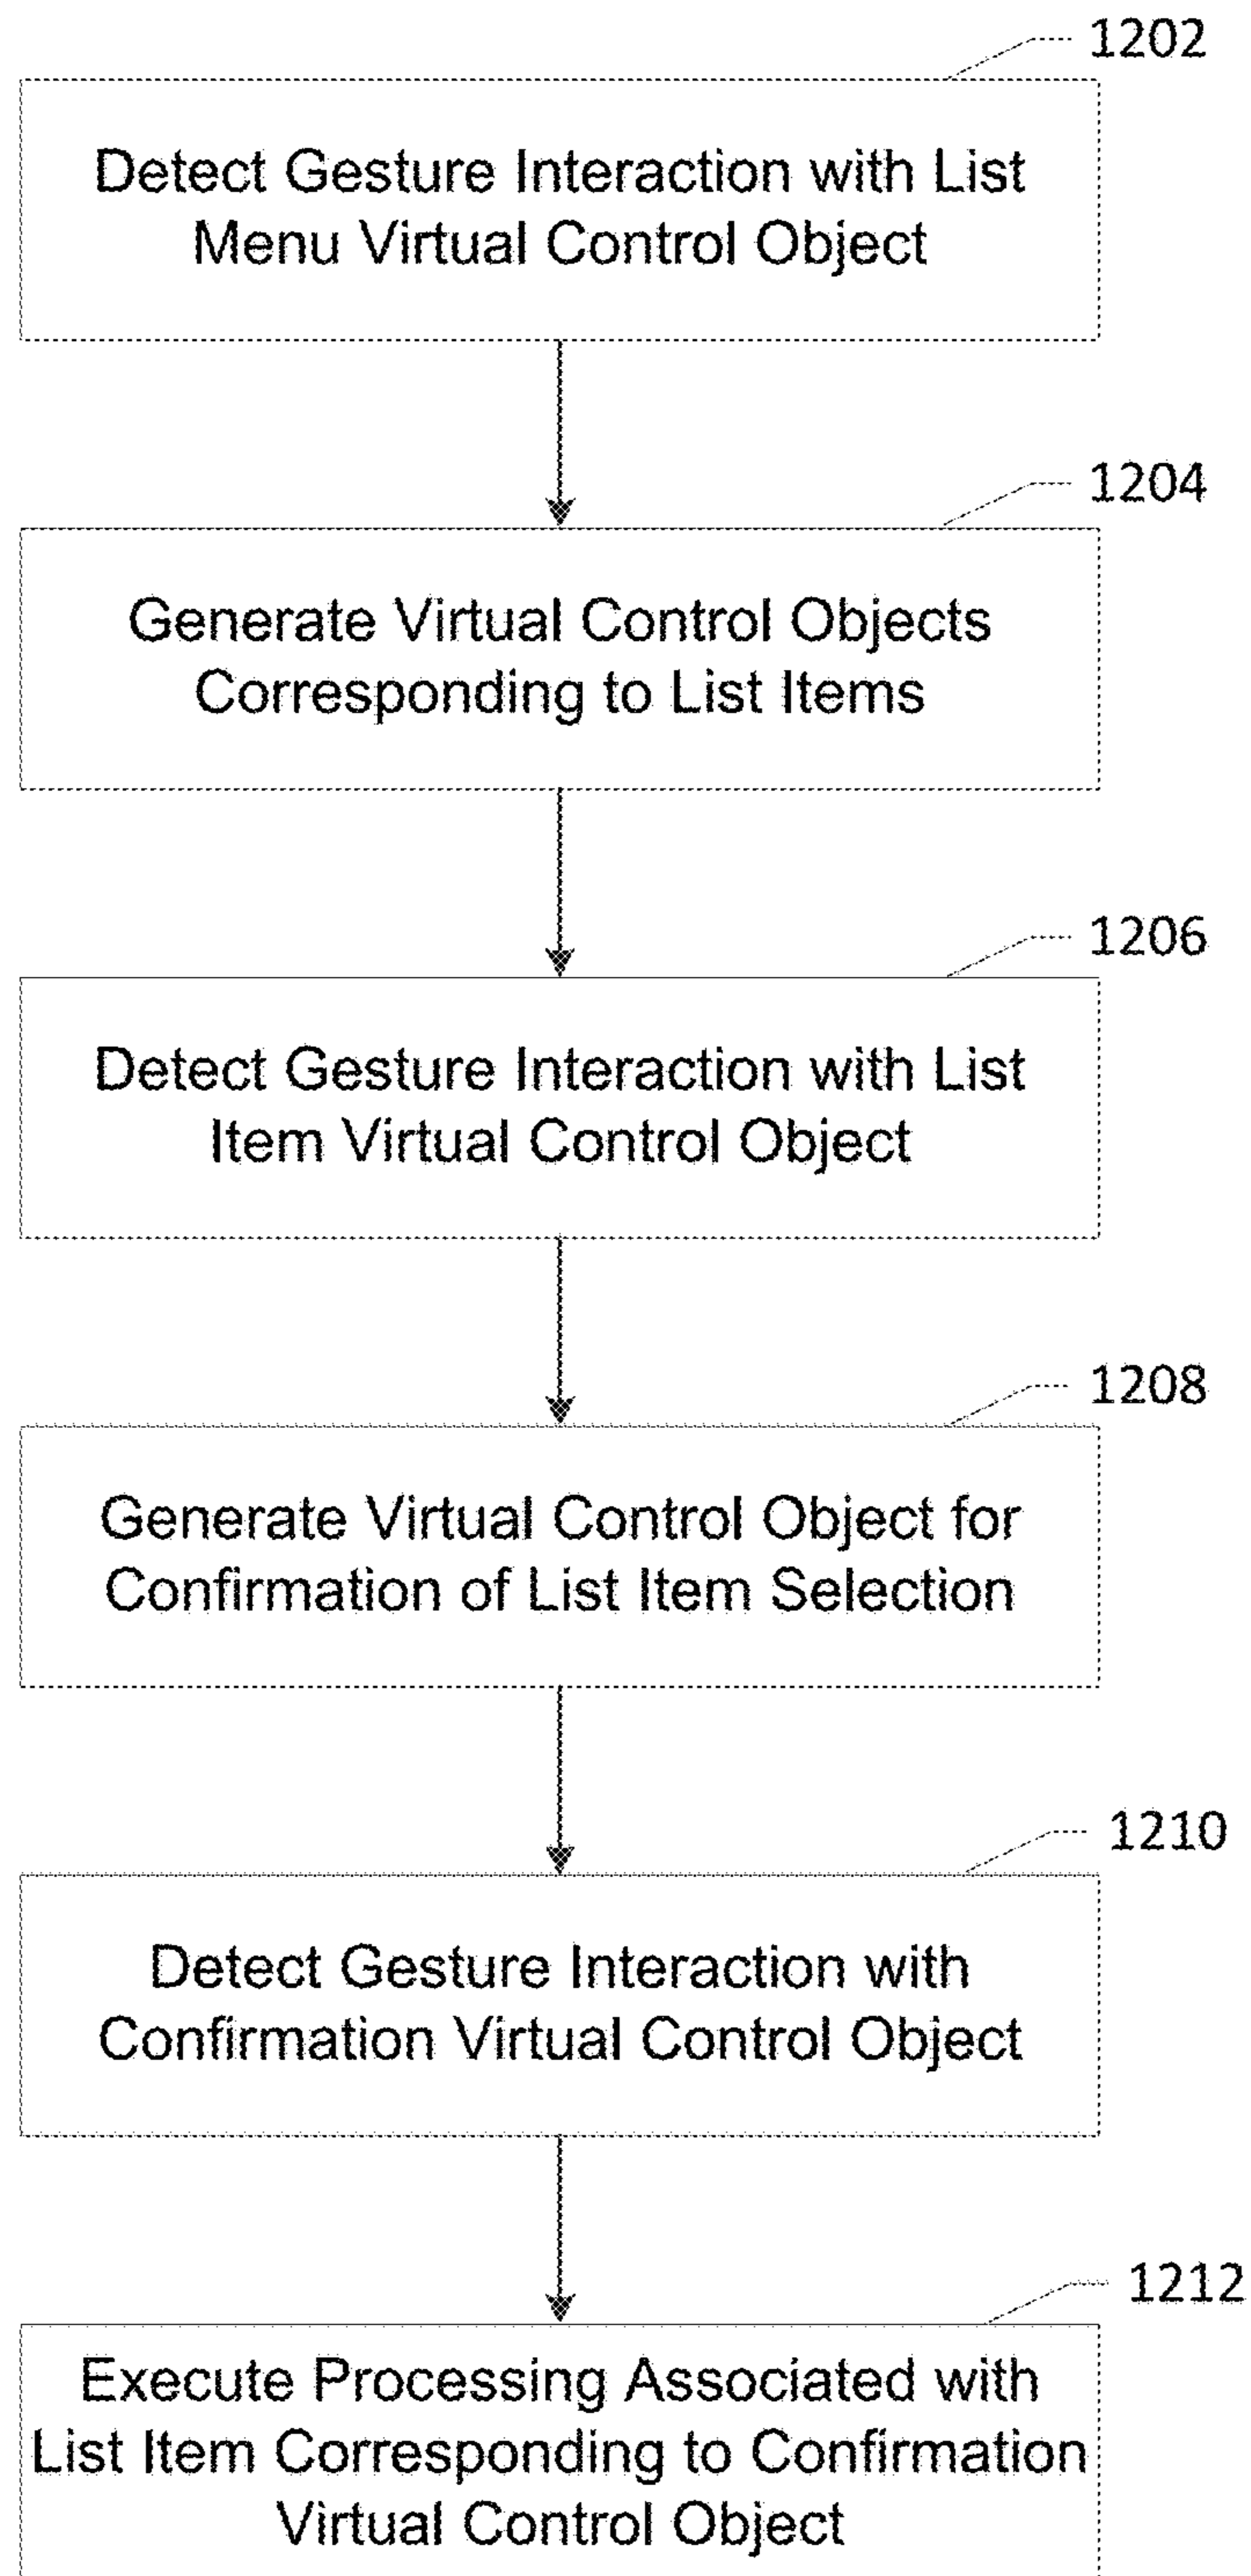 1202
Detect Gesture Interaction with List
Menu Virtual Control Object
1204
Generate Virtual Control Objects
Corresponding to List Items
1206
Detect Gesture Interaction with List
Item Virtual Control Object
1208
Generate Virtual Control Object for
Confirmation of List Item Selection
1210
Detect Gesture Interaction with
Confirmation Virtual Control Object
1212
Execute Processing Associated with
List Item Corresponding to Confirmation
Virtual Control Object